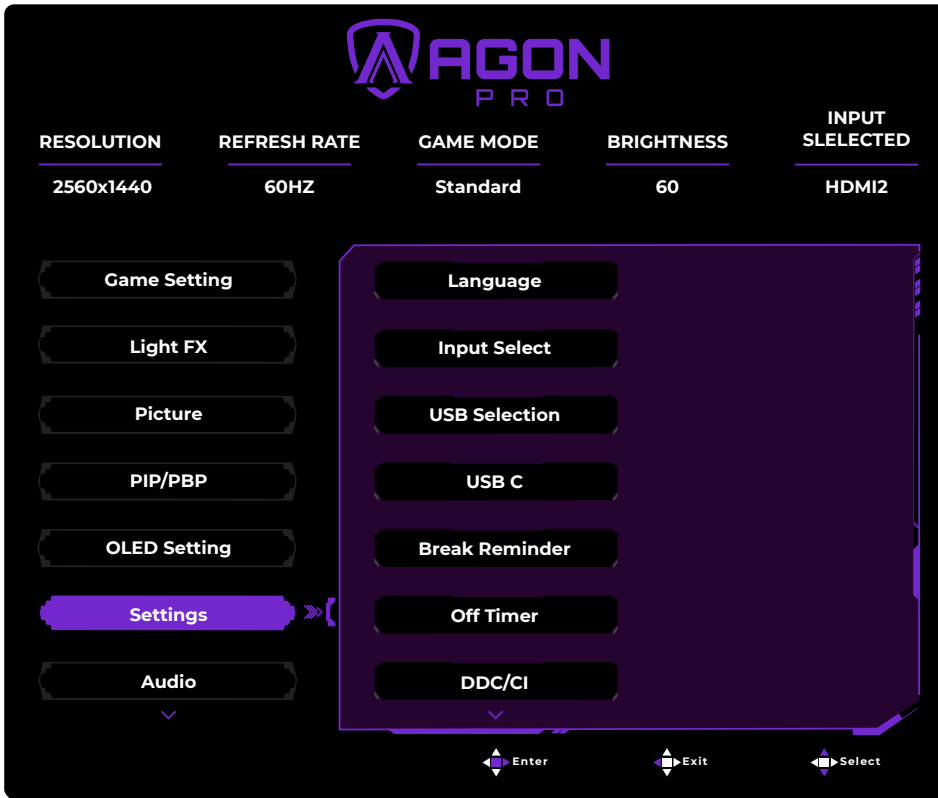 AGON
PRO
RESOLUTION
REFRESH RATE
GAME MODE
BRIGHTNESS
INPUT
SLELECTED
2560x1440
60HZ
Standard
60
HDMI2
Game Setting
Light FX
Picture
PIP/PBP
OLED Setting
Settings
Audio
Language
Input Select
USB Selection
USB C
Break Reminder
Off Timer
DDC/CI
Enter
Exit
Select